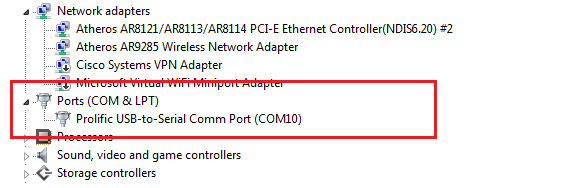 Network adapters
Atheros AR8121/AR8113/AR8114 PCI-E Ethernet Controller(NDIS6.20) #2
Atheros AR9285 Wireless Network Adapter
Cisco Systems VPN Adapter
Microsoft Virtual WiFi Miniport Adapter
Ports (COM & LPT)
Prolific USB-to-Serial Comm Port (COM10)
Processors
Sound, video and game controllers
Storage controllers